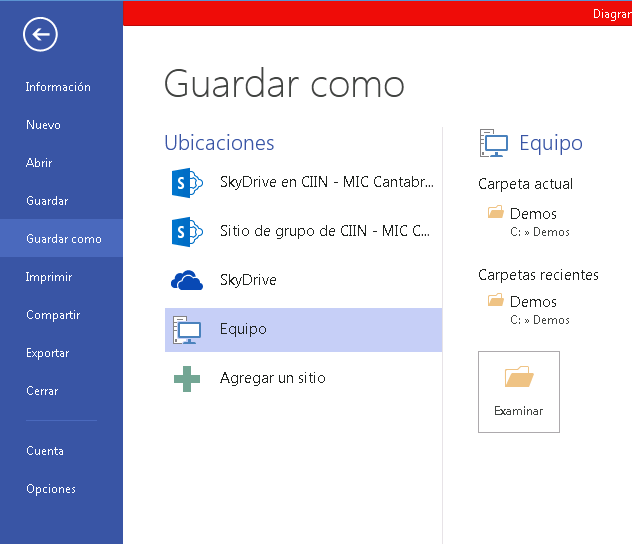 Diagrar
Información
Nuevo
Abrir
Guardar
Guardar como
Imprimir
Compartir
Exportar
Cerrar
Cuenta
Opciones
Guardar como
Ubicaciones
SkyDrive en CIIN - MIC Cantabr...
Sitio de grupo de CIIN - MIC C...
SkyDrive
Equipo
Agregar un sitio
Equipo
Carpeta actual
Demos
C: » Demos
Carpetas recientes
Demos
C: » Demos
Examinar